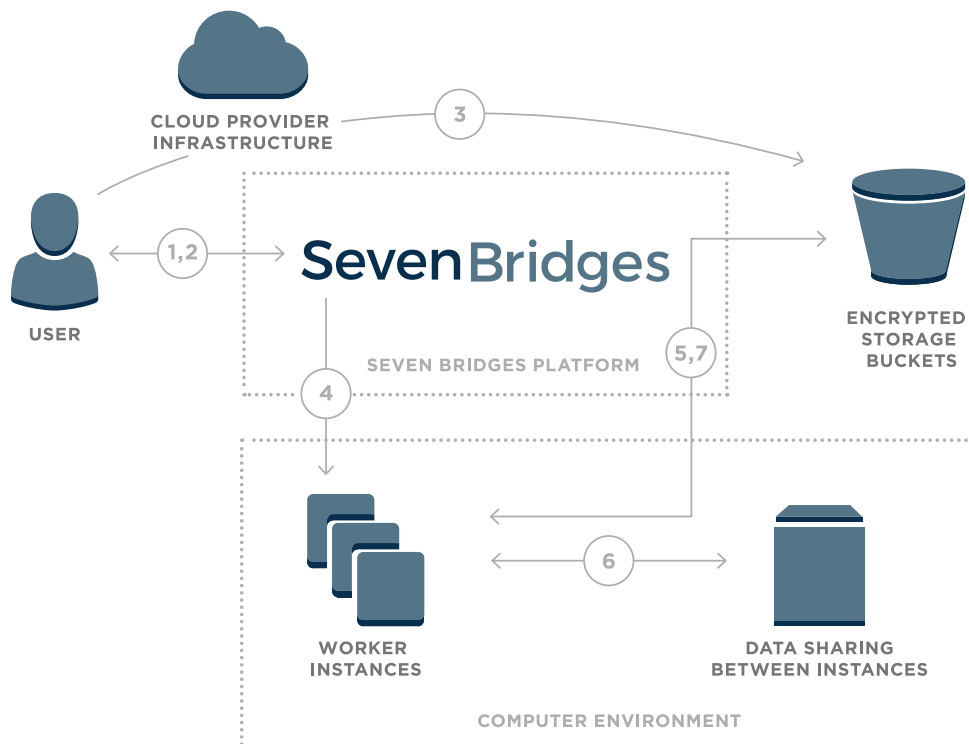 CLOUD PROVIDER
INFRASTRUCTURE
3
1,2
SevenBridges
USER
ENCRYPTED
STORAGE
BUCKETS
5,7
SEVEN BRIDGES PLATFORM
4
6
WORKER
INSTANCES
DATA SHARING
BETWEEN INSTANCES
COMPUTER ENVIRONMENT